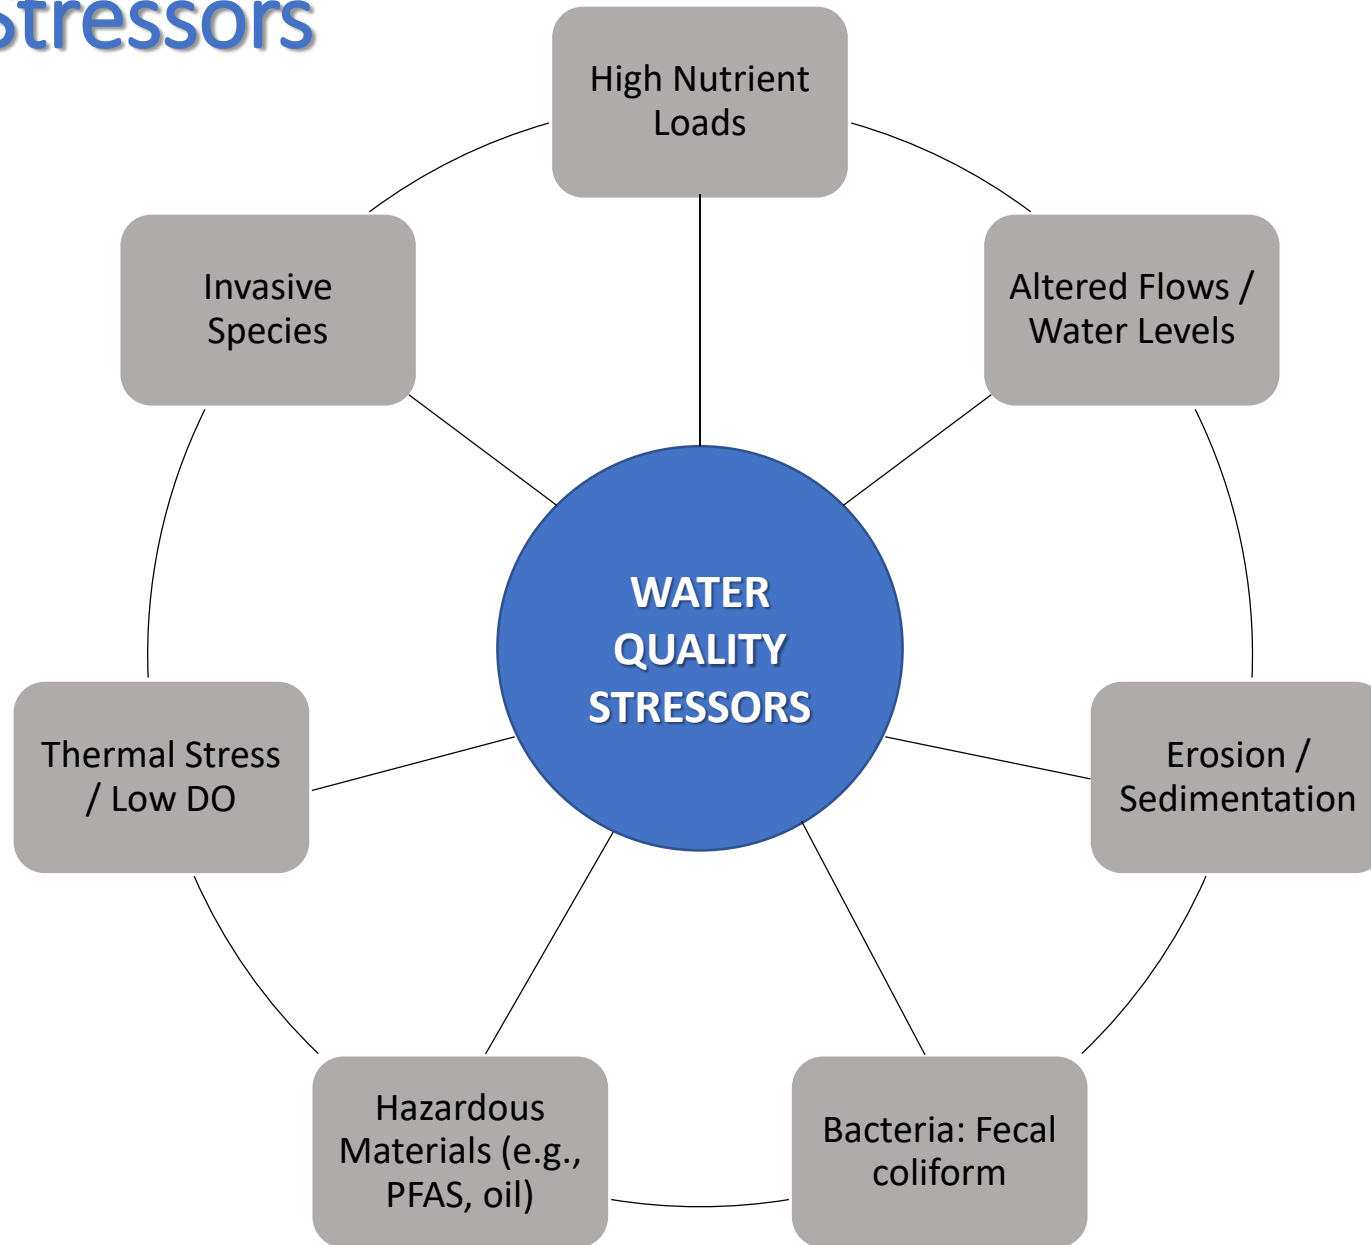 Stressors
High Nutrient
Loads
Altered Flows /
Water Levels
Erosion /
Sedimentation
Bacteria: Fecal
coliform
Hazardous
Materials (e.g.,
PFAS, oil)
Thermal Stress
/ Low DO
Invasive
Species
WATER
QUALITY
STRESSORS